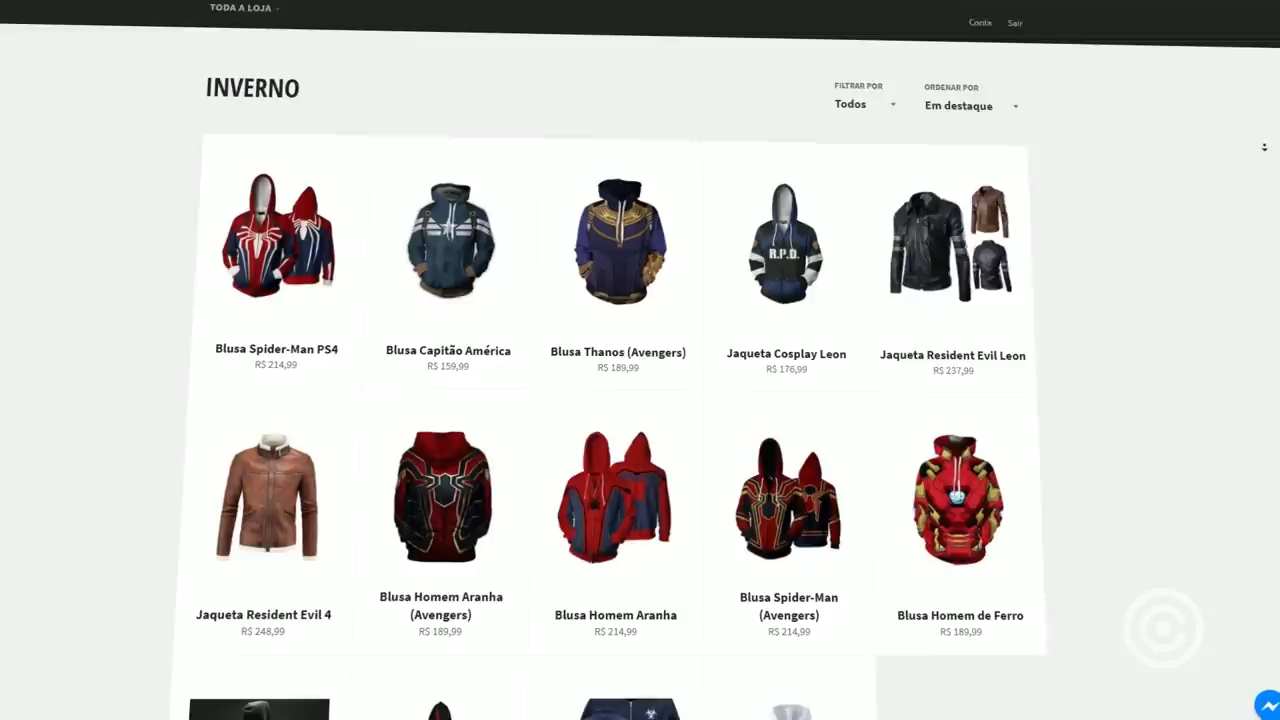 TODA A LOJA
Conta Sair
INVERNO
FILTRAR POR
Todos
ORDENAR POR
Em destaque
R.P.D.
Blusa Spider-Man PS4
R$ 214,99
Blusa Capitão América
R$ 159,99
Blusa Thanos (Avengers)
R$ 189,99
Jaqueta Cosplay Leon
R$ 176,99
Jaqueta Resident Evil Leon
R$ 237,99
Jaqueta Resident Evil 4
R$ 248,99
Blusa Homem Aranha
(Avengers)
R$ 189,99
Blusa Homem Aranha
R$ 214,99
Blusa Spider-Man
(Avengers)
R$ 214,99
Blusa Homem de Ferro
R$ 189,99